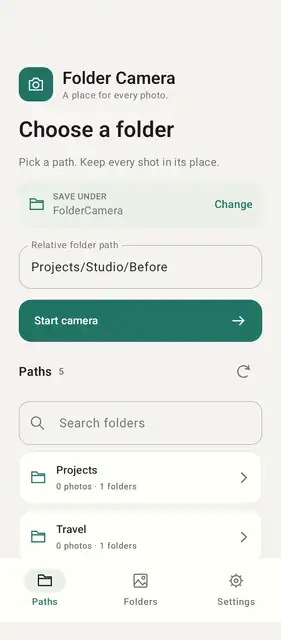 Folder Camera
A place for every photo.
Choose a folder
Pick a path. Keep every shot in its place.
SAVE UNDER
FolderCamera
Change
Relative folder path
Projects/Studio/Before
Start camera
Paths 5
Search folders
Projects
0 photos · 1 folders
Travel
0 photos · 1 folders
Paths
Folders
Settings